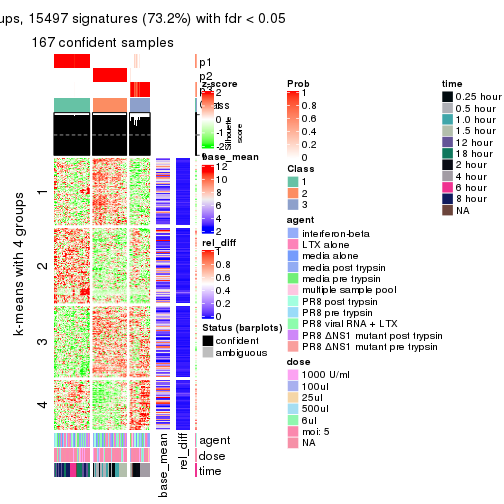 ups, 15497 signatures (73.2%) with fdr < 0.05
167 confident samples
p1
p2
z-score
2
1
0
-1
-2
Silhouette
score
k-means with 4 groups
1
2
3
4
base_mean
12
10
8
6
4
2
rel_diff
1
0.8
0.6
0.4
0.2
0
Status (barplots)
confident
ambiguous
agent
dose
time
base_mean
rel_diff
Prob
1
0.8
0.6
0.4
0.2
0
Class
1
2
3
agent
interferon-beta
LTX alone
media alone
media post trypsin
media pre trypsin
multiple sample pool
PR8 post trypsin
PR8 pre trypsin
PR8 viral RNA + LTX
PR8 ΔNS1 mutant post trypsin
PR8 ΔNS1 mutant pre trypsin
dose
1000 U/ml
100ul
25ul
500ul
6ul
moi: 5
NA
time
0.25 hour
0.5 hour
1.0 hour
1.5 hour
12 hour
18 hour
2 hour
4 hour
6 hour
8 hour
NA